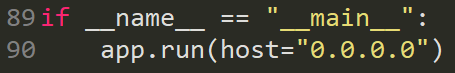 89 if __name__ == "__main__":
90     app.run(host="0.0.0.0")